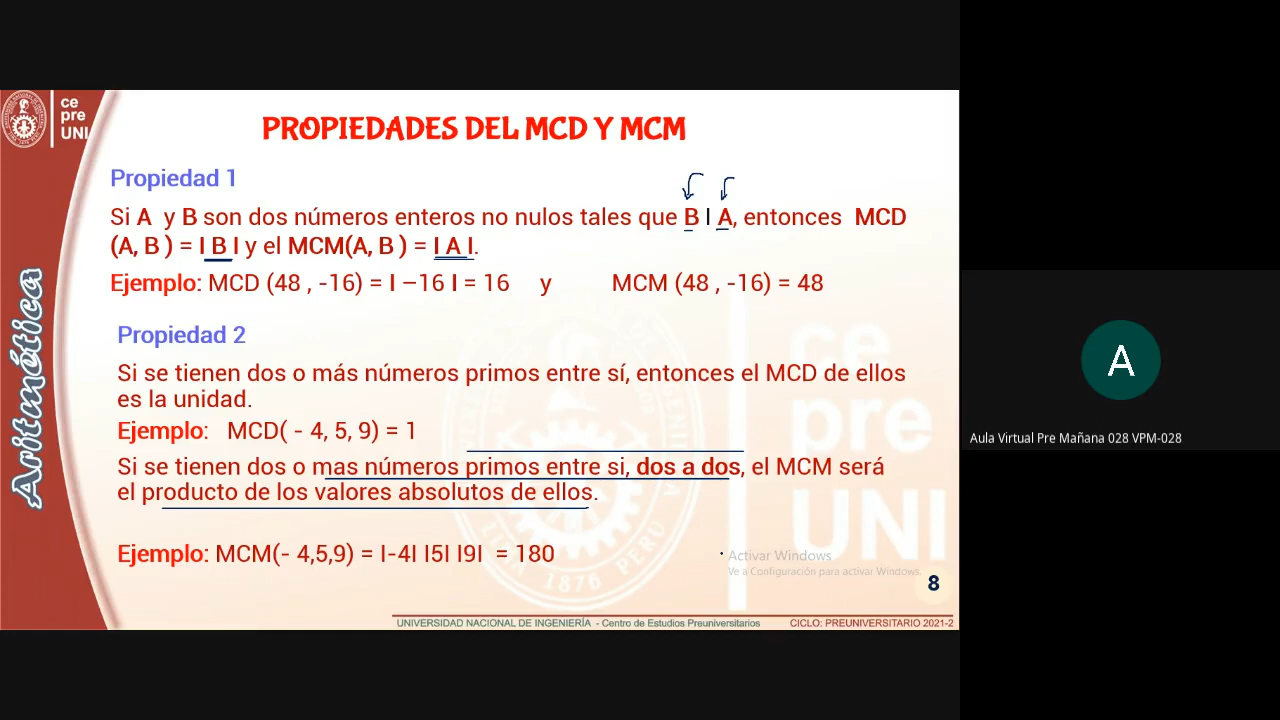 ce
pre
UNI
PROPIEDADES DEL MCD Y MCM
Propiedad 1
Si A y B son dos números enteros no nulos tales que B I A, entonces MCD
(A, B ) = I B I y el MCM(A, B ) = I A I.
Ejemplo: MCD (48 , -16) = I –16 I = 16 y MCM (48 , -16) = 48
Propiedad 2
Si se tienen dos o más números primos entre sí, entonces el MCD de ellos
es la unidad.
Ejemplo: MCD( - 4, 5, 9) = 1
Si se tienen dos o mas números primos entre si, dos a dos, el MCM será
el producto de los valores absolutos de ellos.
Ejemplo: MCM(- 4,5,9) = I-4I I5I I9I = 180
Aritmética
ce
pre
UNI
LIMA PERU
1876
Activar Windows
Ve a Configuración para activar Windows.
8
UNIVERSIDAD NACIONAL DE INGENIERÍA - Centro de Estudios Preuniversitarios
CICLO: PREUNIVERSITARIO 2021-2
A
Aula Virtual Pre Mañana 028 VPM-028